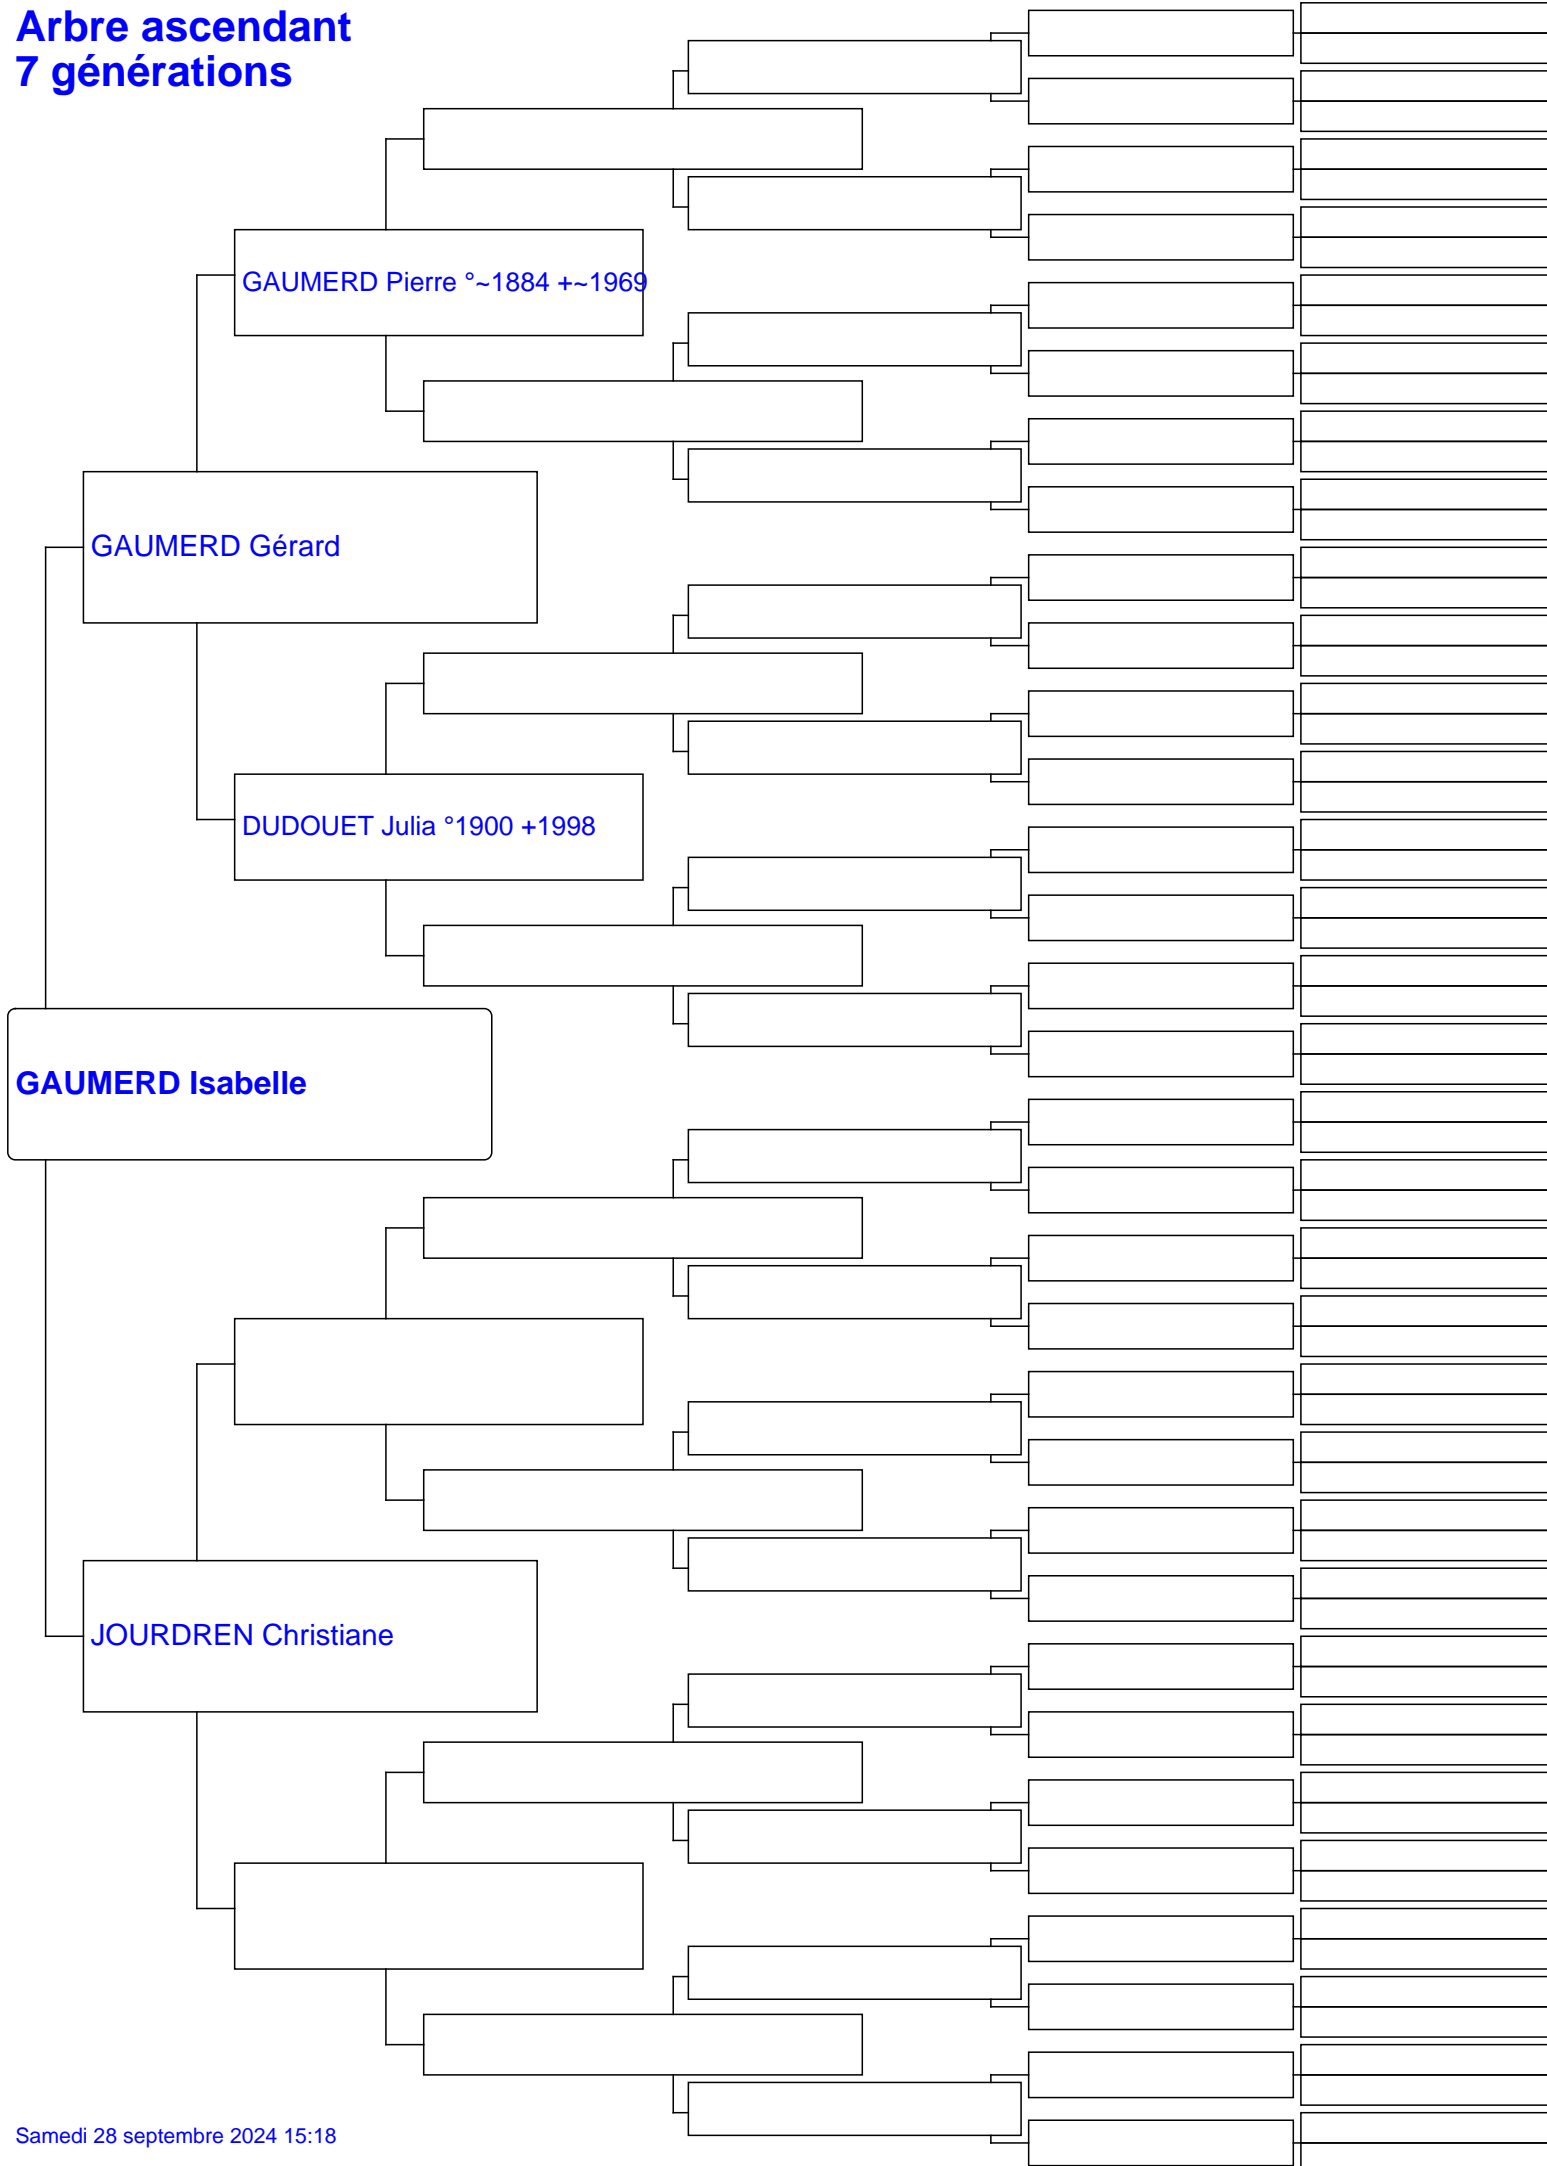 Arbre ascendant
7 générations
GAUMERD Pierre °~1884 +~1969
GAUMERD Gérard
DUDOUET Julia °1900 +1998
GAUMERD Isabelle
JOURDREN Christiane
Samedi 28 septembre 2024 15:18